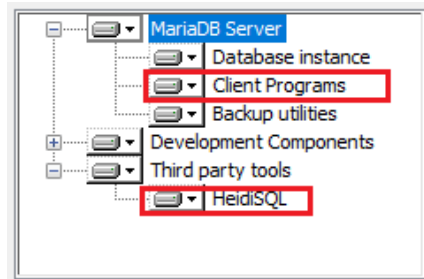 MariaDB Server
Database instance
Client Programs
Backup utilities
Development Components
Third party tools
HeidiSQL